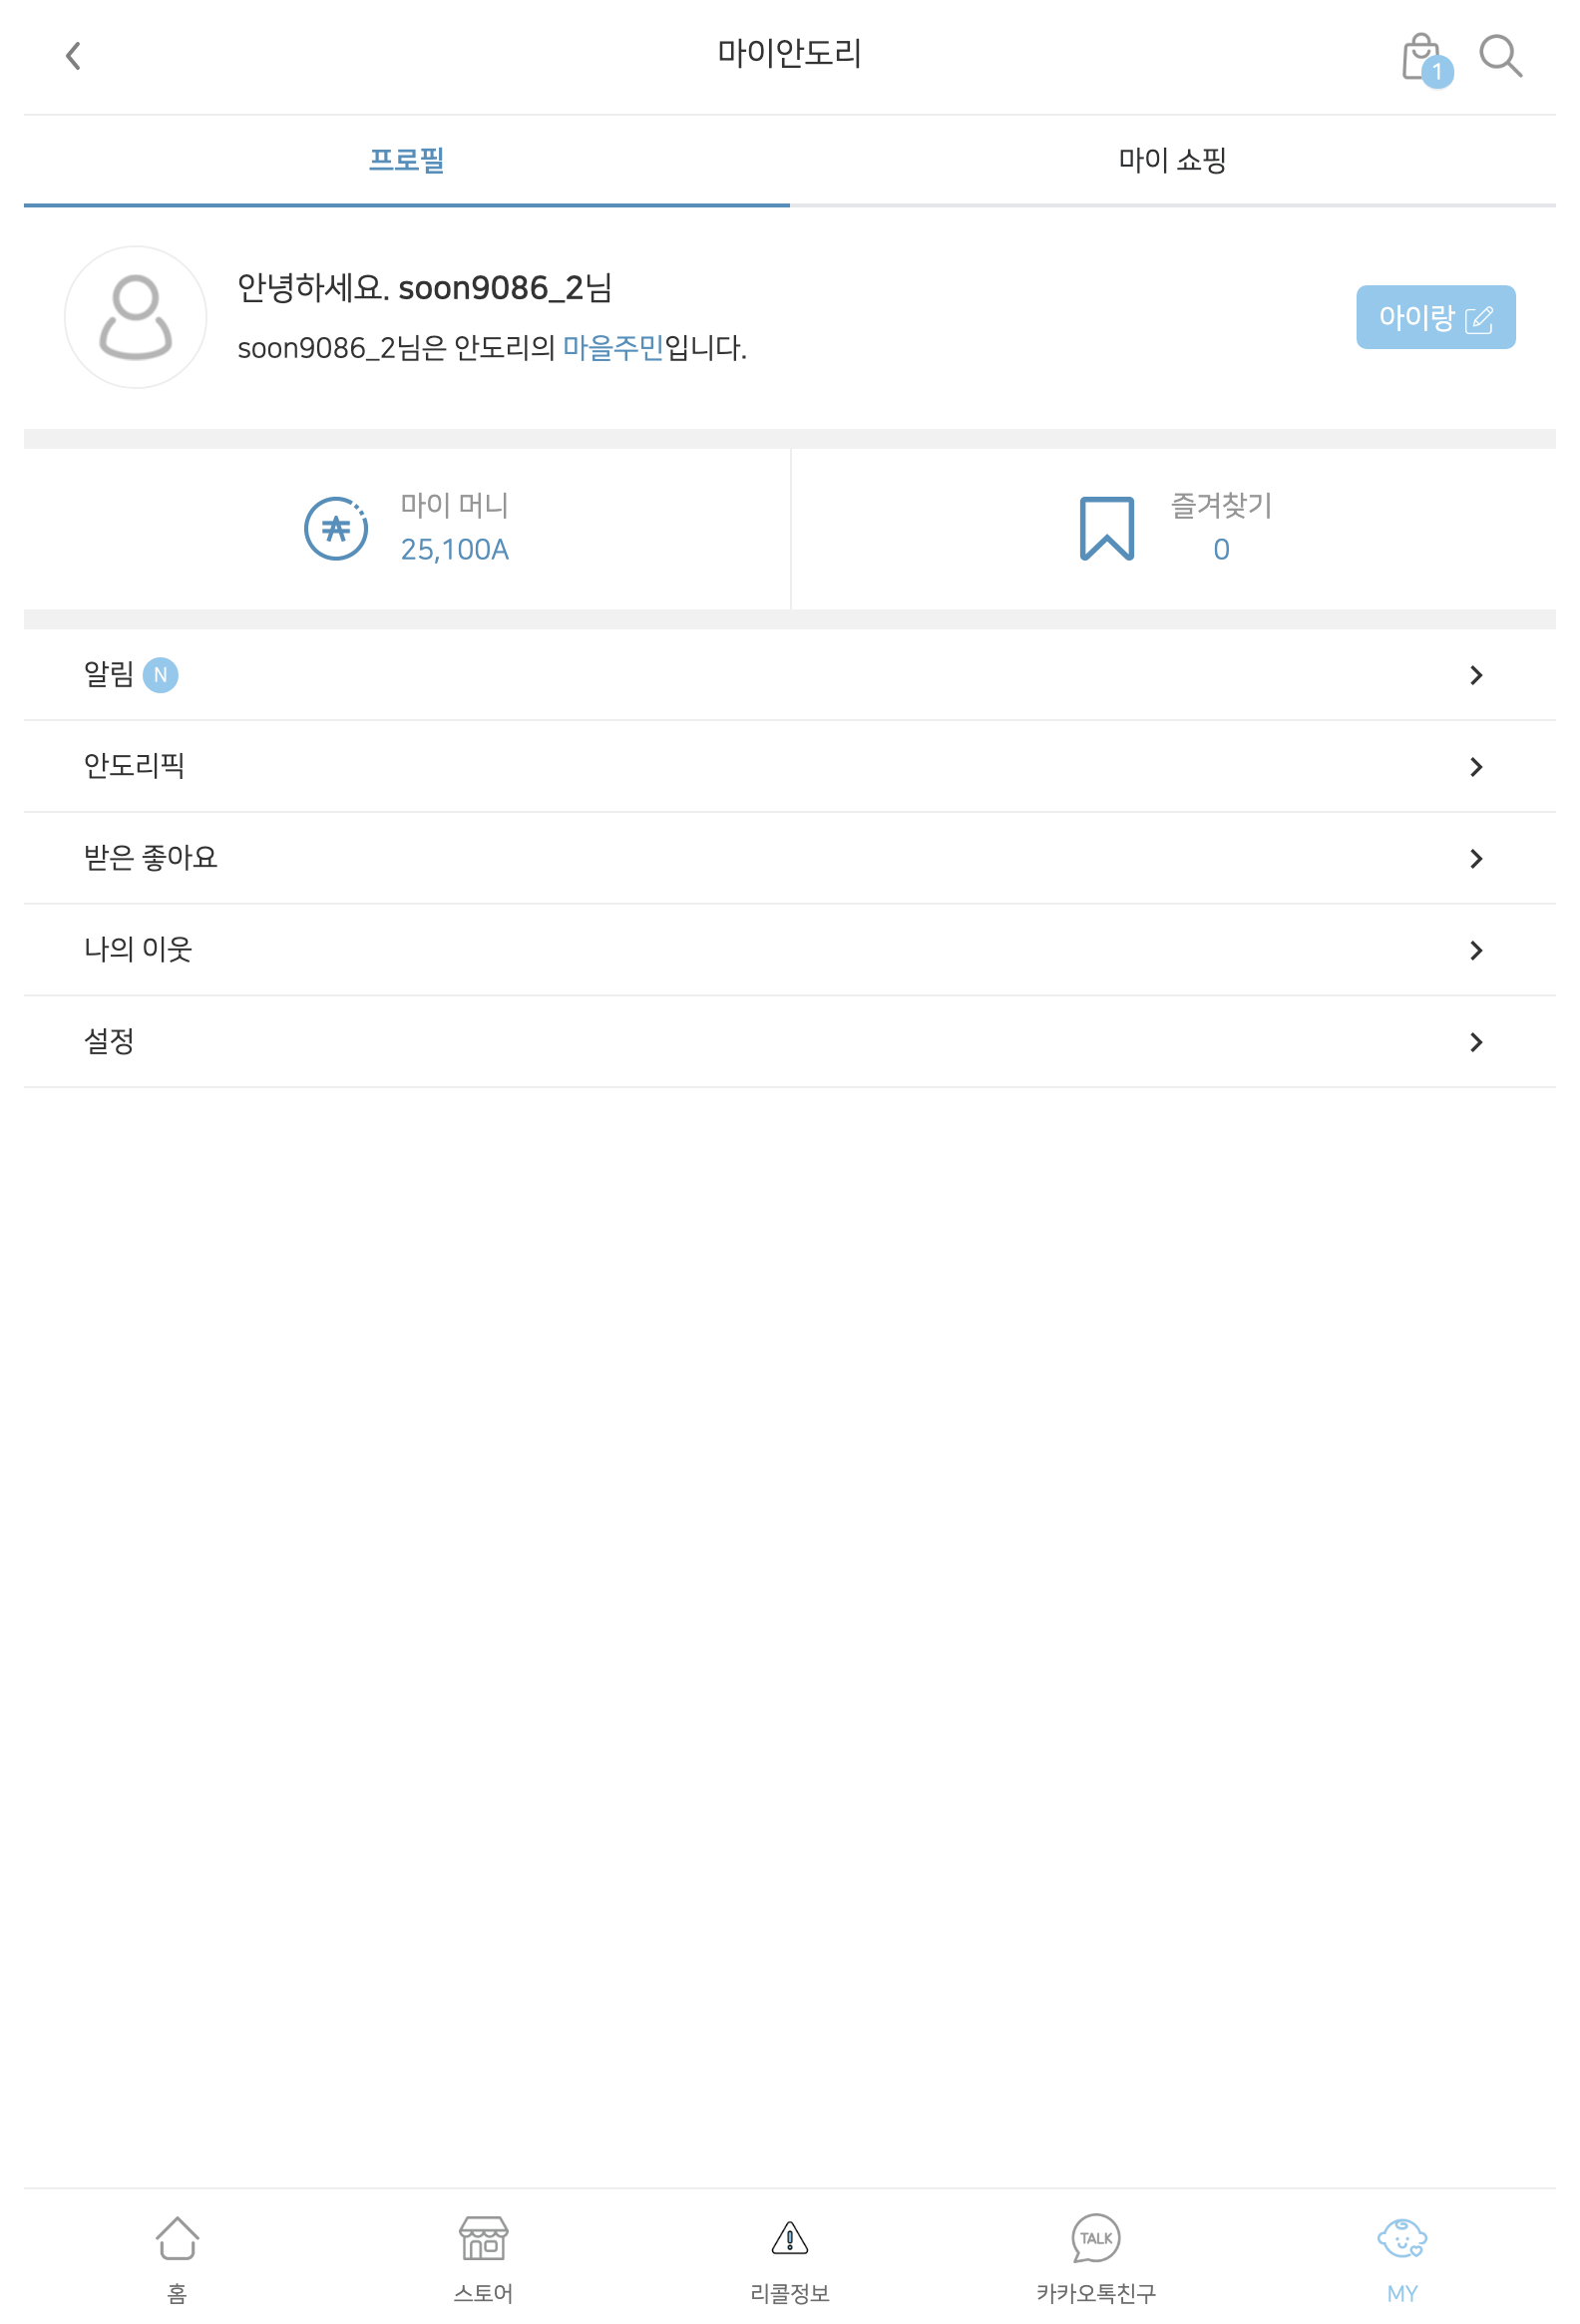 마이안도리
1
프로필
마이 쇼핑
안녕하세요. soon9086_2님
soon9086_2님은 안도리의 마을주민입니다.
아이랑
마이 머니
25,100A
즐겨찾기
0
알림 N
안도리픽
받은 좋아요
나의 이웃
설정
TALK
홈
스토어
리콜정보
카카오톡친구
MY